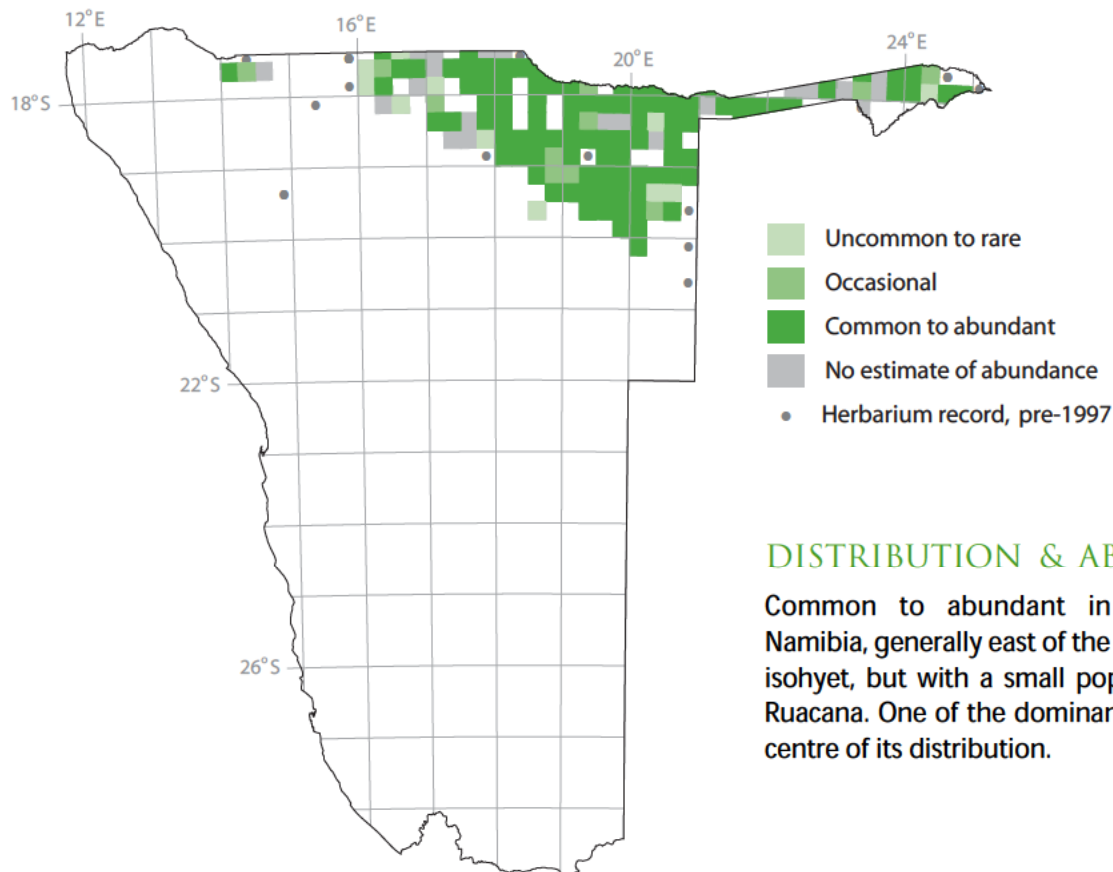 12°E
16°E
20°E
24°E
18°S
22°S
26°S
Uncommon to rare
Occasional
Common to abundant
No estimate of abundance
Herbarium record, pre-1997
DISTRIBUTION & AB
Common to abundant in
Namibia, generally east of the
isohyet, but with a small pop
Ruacana. One of the dominan
centre of its distribution.